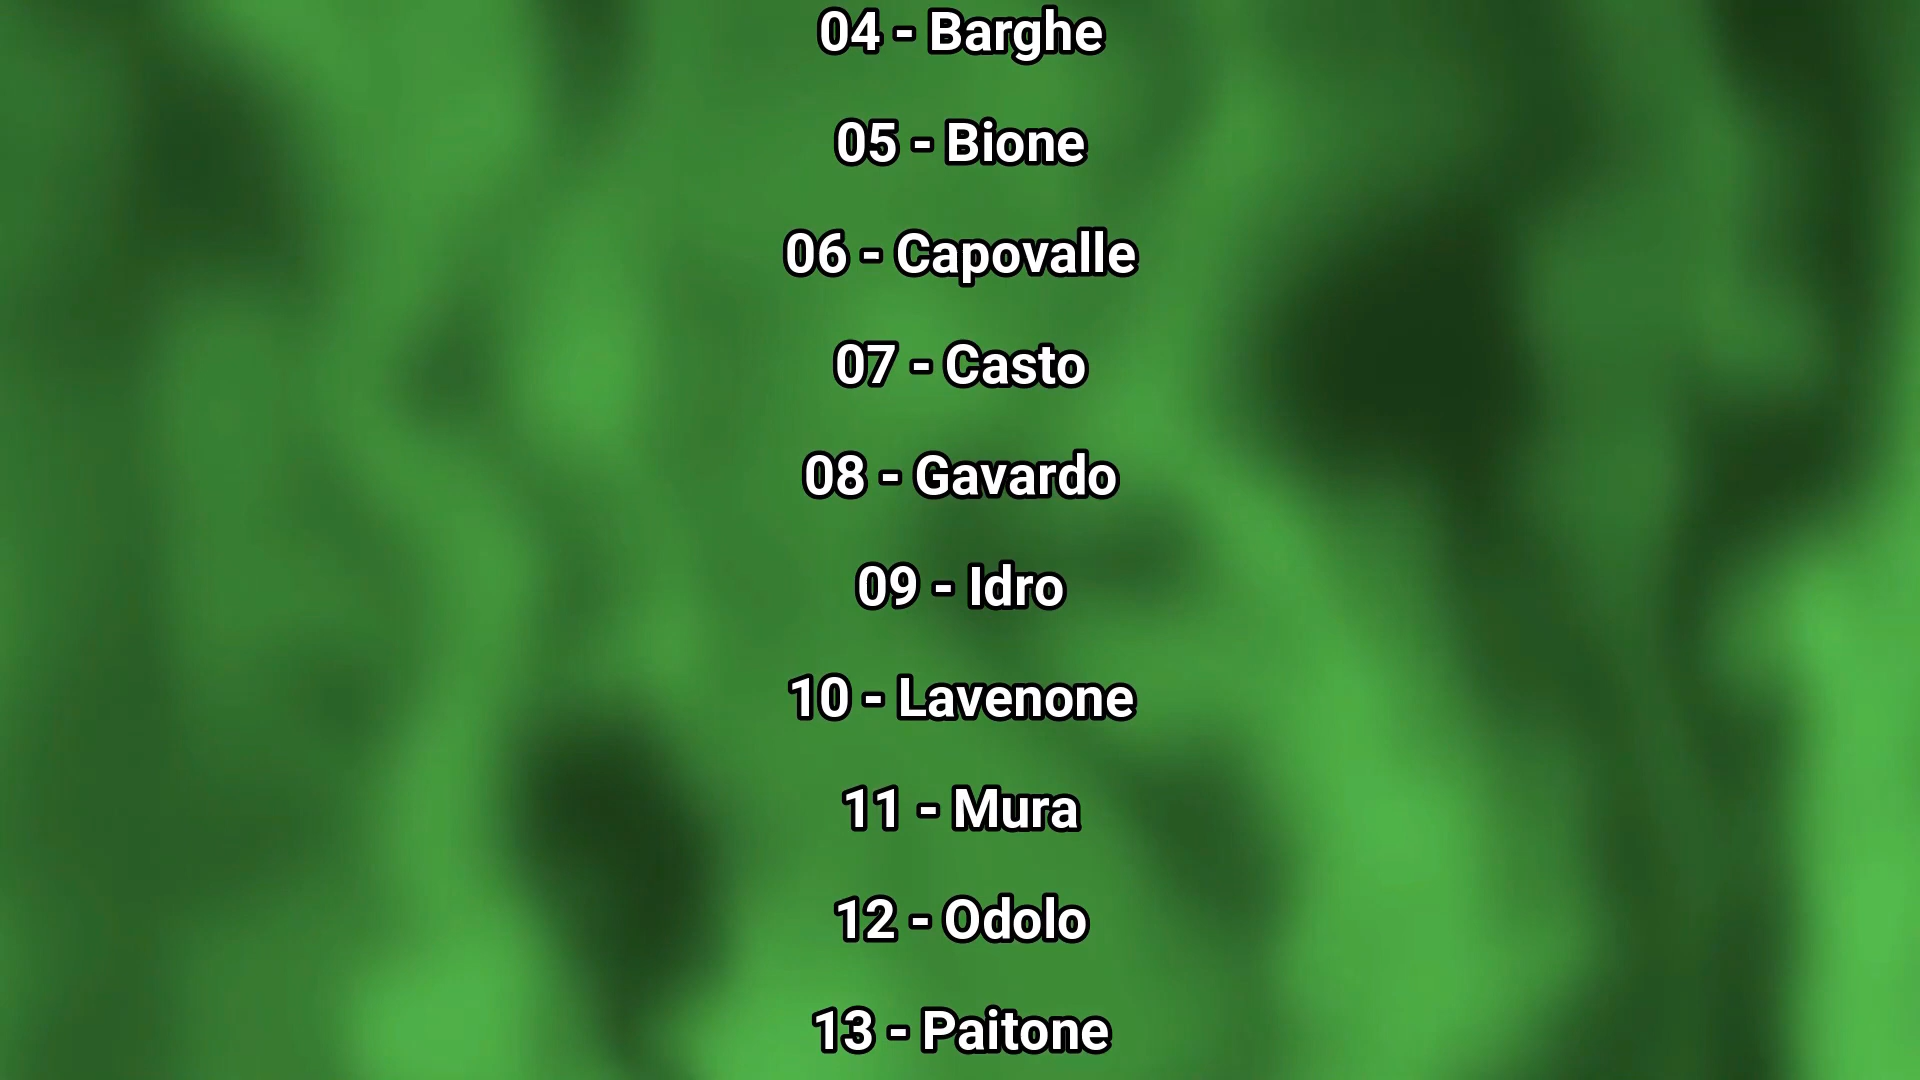 04 - Barghe
05 - Bione
06 - Capovalle
07 - Casto
08 - Gavardo
09 - Idro
10 - Lavenone
11 - Mura
12 - Odolo
13 - Paitone